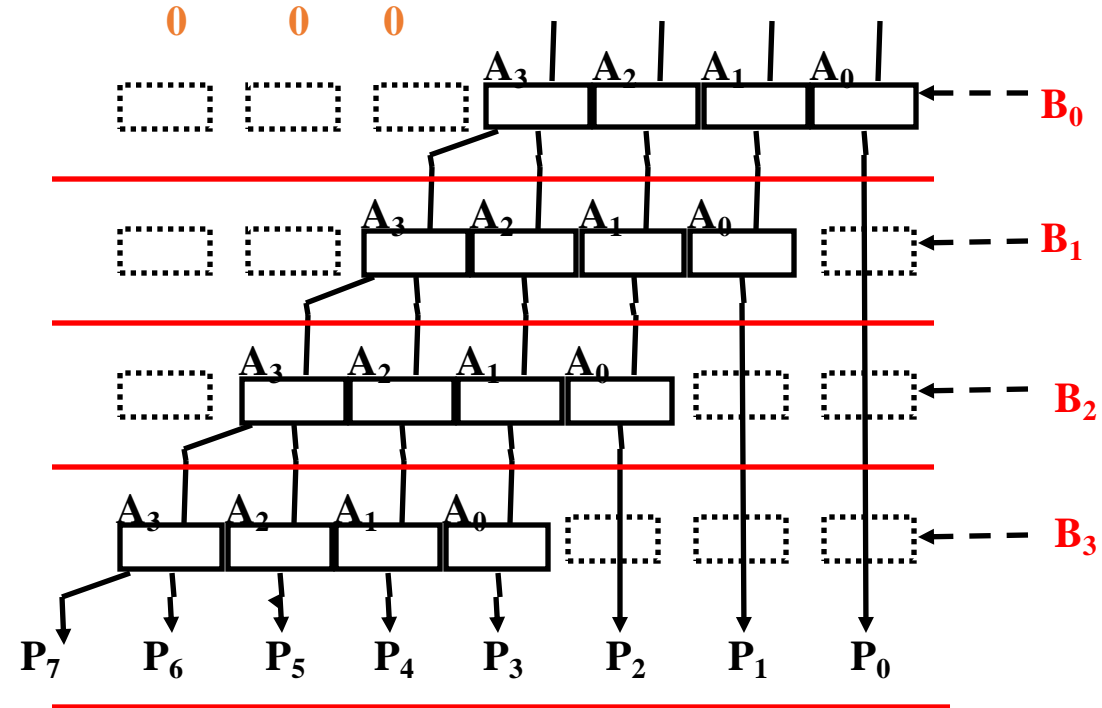 0 0 0
A₃ A₂ A₁ A₀
B₀
A₃ A₂ A₁ A₀
B₁
A₃ A₂ A₁ A₀
B₂
A₃ A₂ A₁ A₀
B₃
P₇ P₆ P₅ P₄ P₃ P₂ P₁ P₀